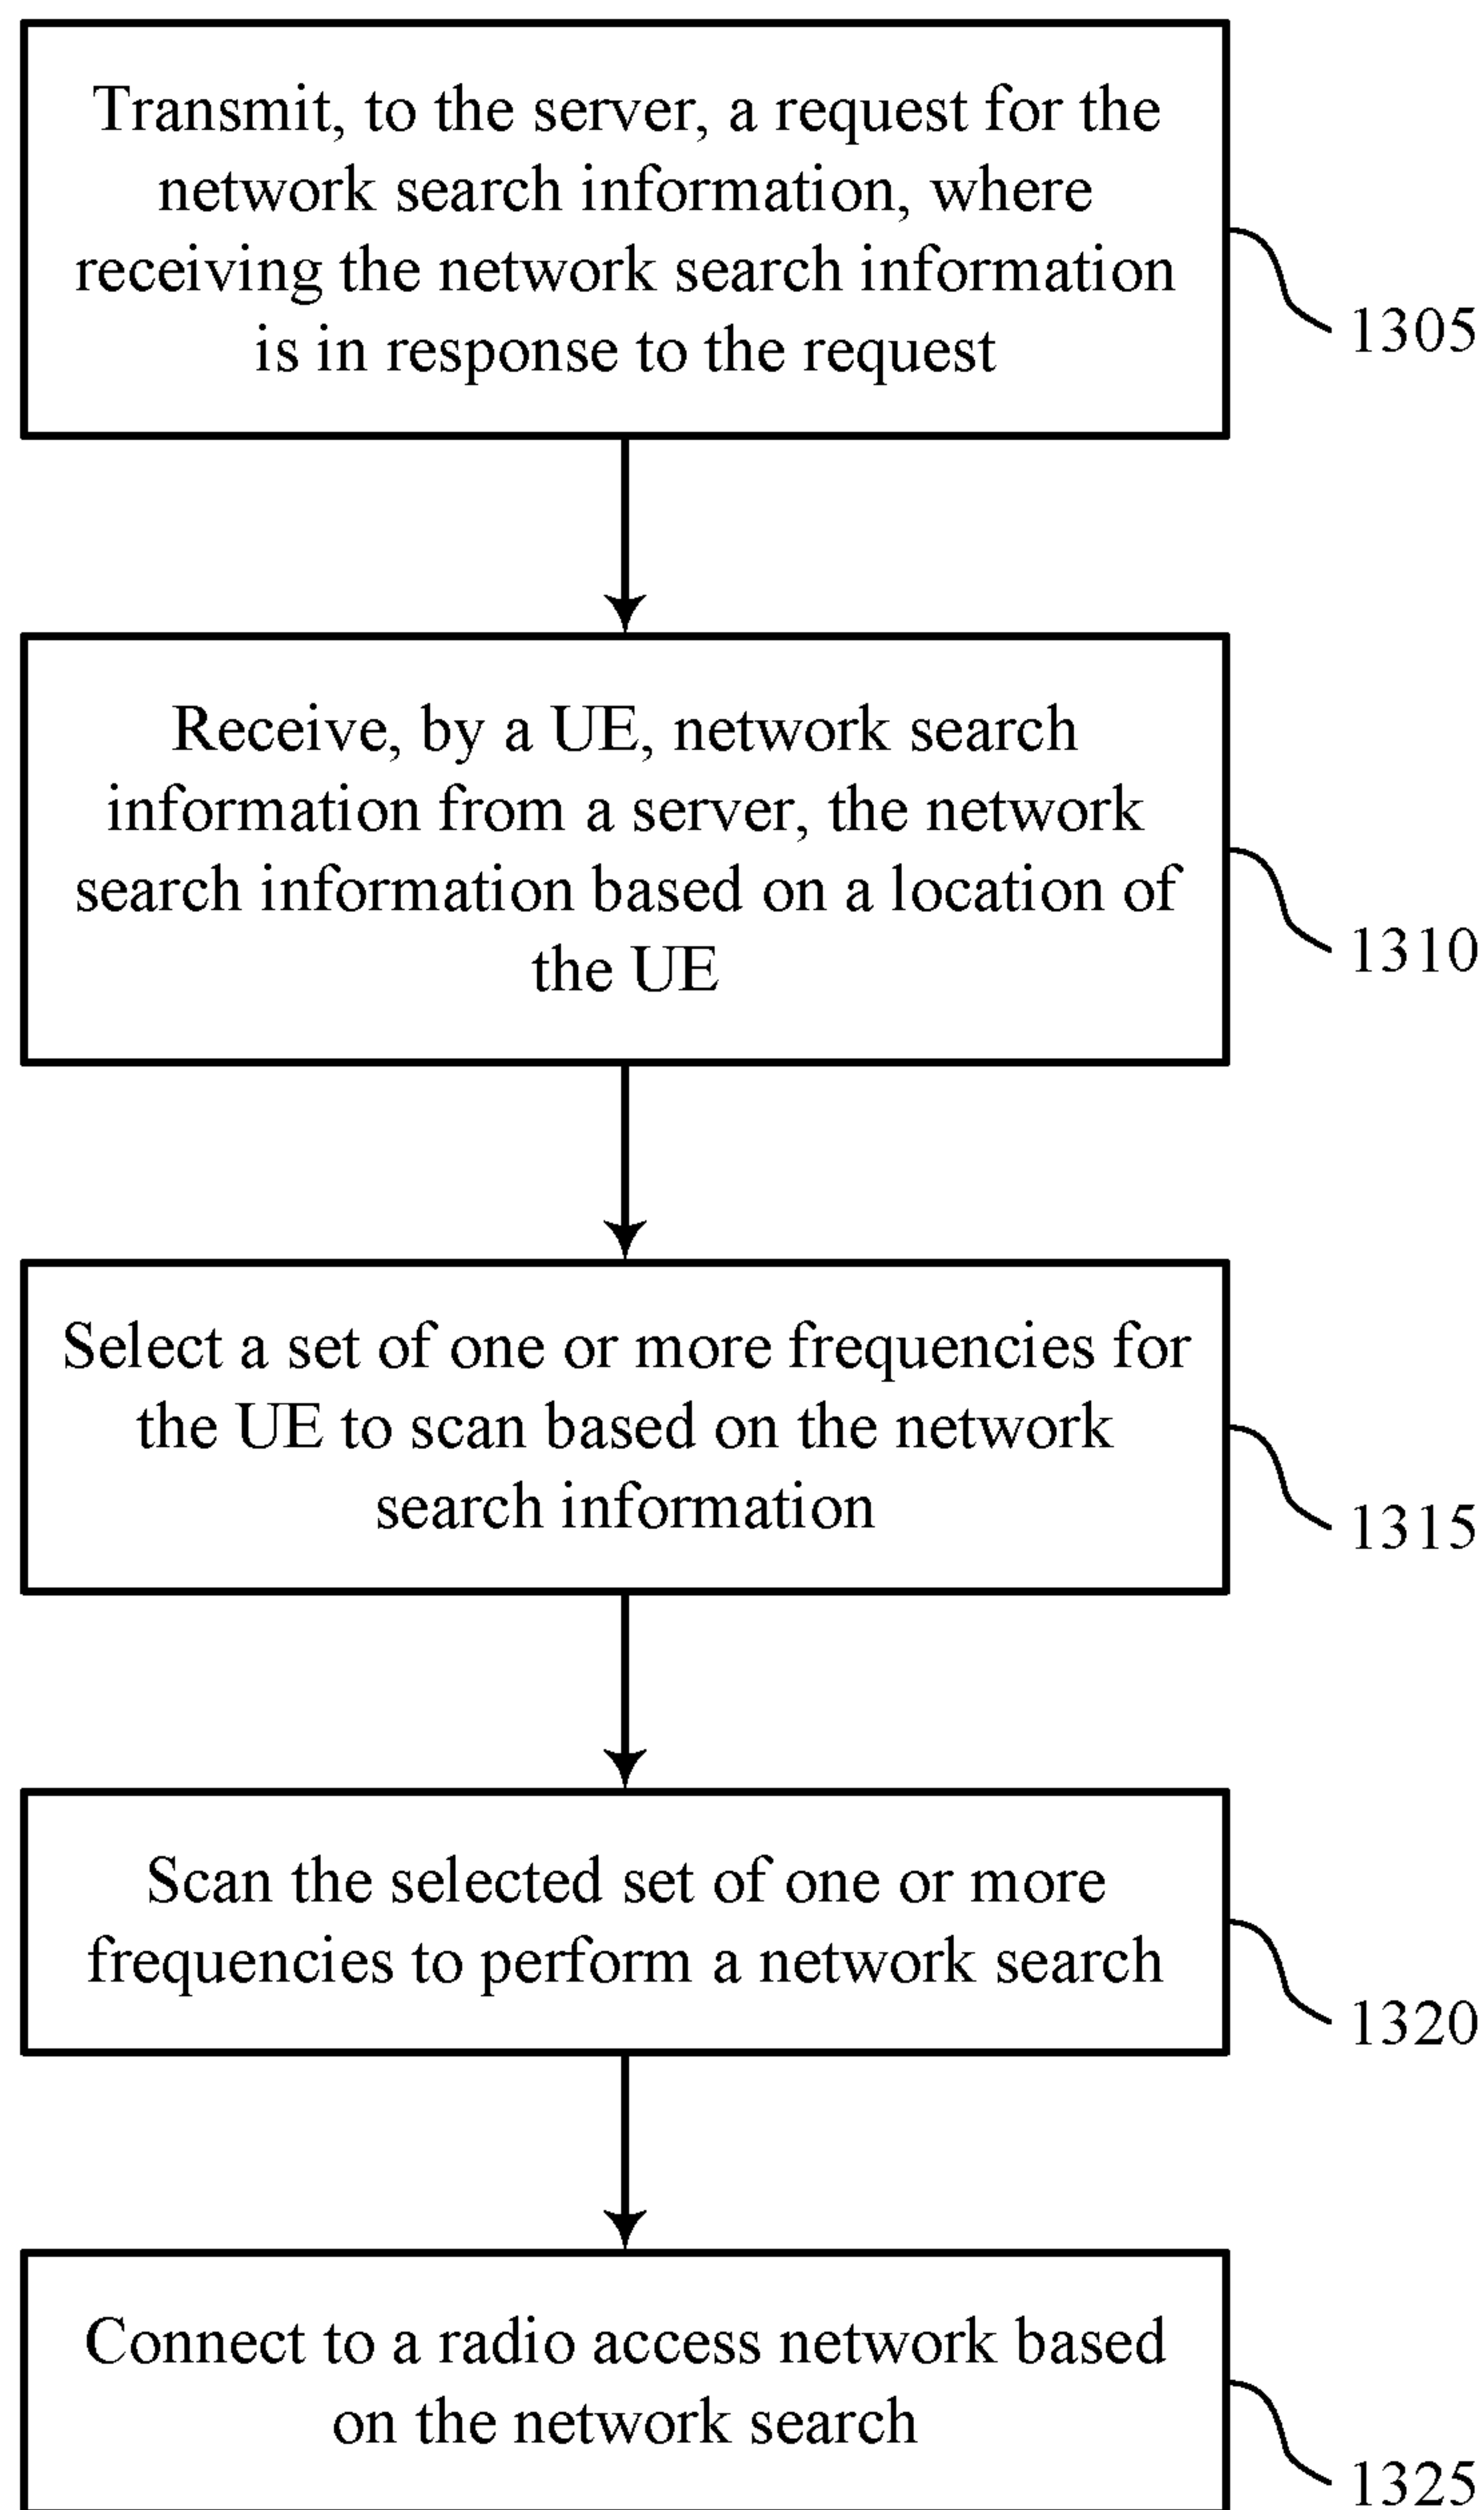 Transmit, to the server, a request for the
network search information, where
receiving the network search information
is in response to the request
1305
Receive, by a UE, network search
information from a server, the network
search information based on a location of
the UE
1310
Select a set of one or more frequencies for
the UE to scan based on the network
search information
1315
Scan the selected set of one or more
frequencies to perform a network search
1320
Connect to a radio access network based
on the network search
1325